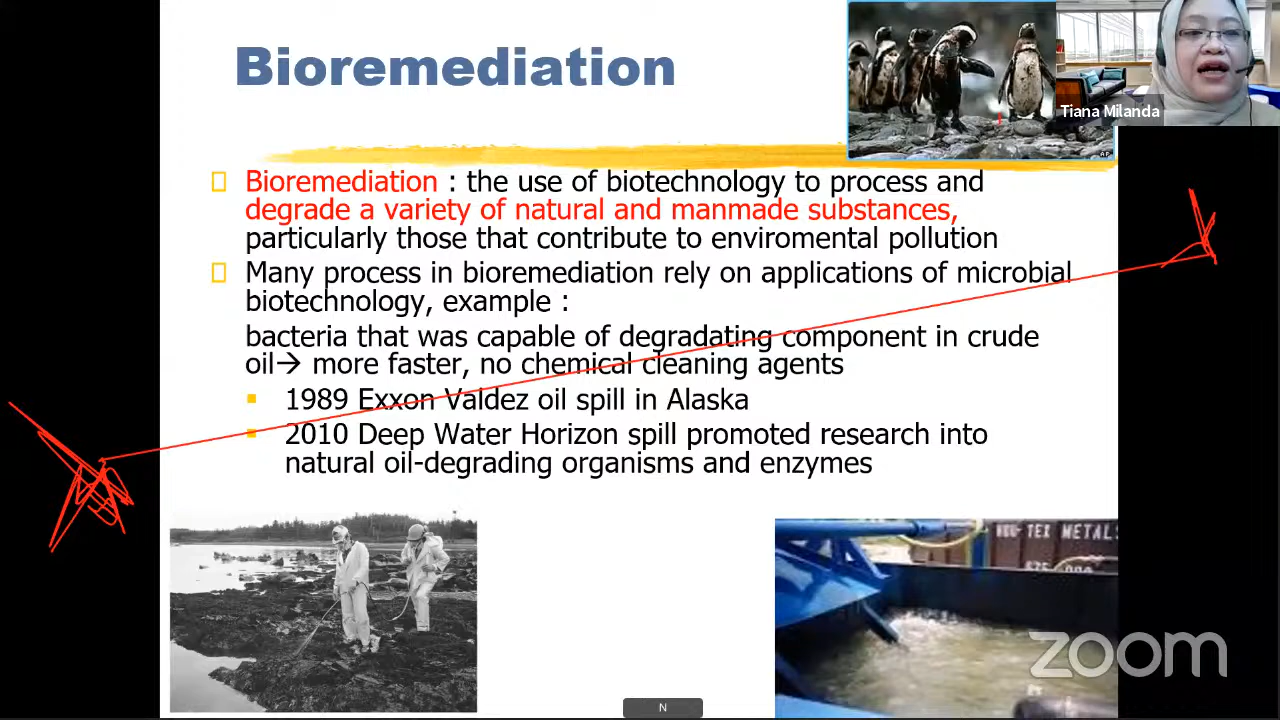 Bioremediation
Tiana Milanda
Bioremediation : the use of biotechnology to process and
degrade a variety of natural and manmade substances,
particularly those that contribute to enviromental pollution
Many process in bioremediation rely on applications of microbial
biotechnology, example :
bacteria that was capable of degradating component in crude
oil→ more faster, no chemical cleaning agents
1989 Exxon Valdez oil spill in Alaska
2010 Deep Water Horizon spill promoted research into
natural oil-degrading organisms and enzymes
TEX METALS
zoom
N